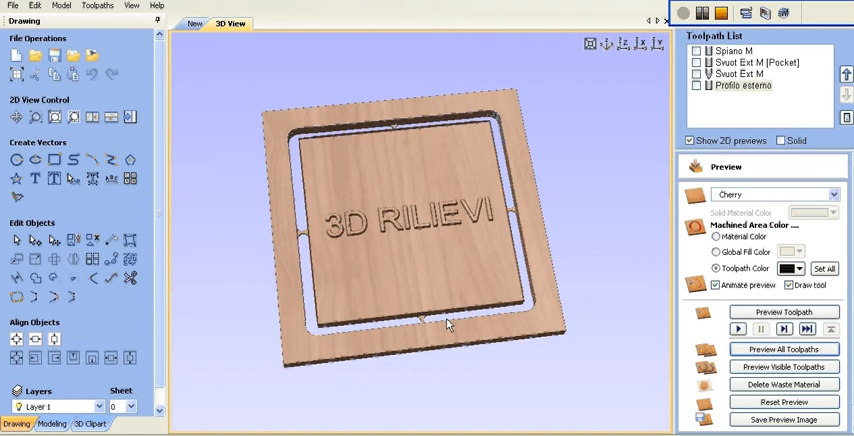 File Edit Model Toolpaths View Help
Drawing
File Operations
2D View Control
Create Vectors
Edit Objects
Align Objects
Layers Sheet
Layer 1 0
Drawing Modeling 3D Clipart
New 3D View
3D RILIEVI
Toolpath List
Spiano M
Svuot Ext M [Pocket]
Svuot Ext M
Profilo esterno
Show 2D previews Solid
Preview
Cherry
Solid Material Color
Machined Area Color ....
Material Color
Global Fill Color
Toolpath Color Set All
Animate preview Draw tool
Preview Toolpath
Preview All Toolpaths
Preview Visible Toolpaths
Delete Waste Material
Reset Preview
Save Preview Image